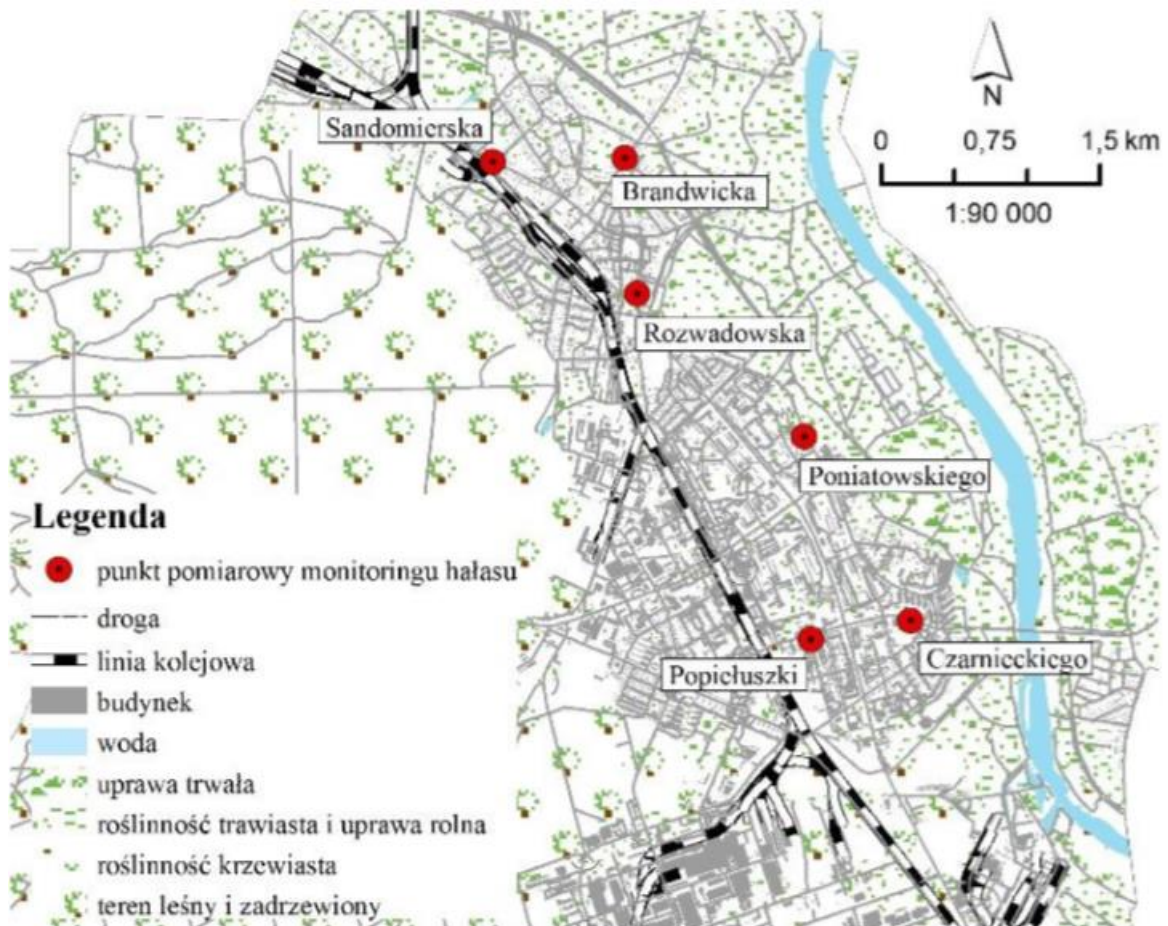 N
0 0,75 1,5 km
1:90 000
Sandomierska
Brandwicka
Rozwadowska
Poniatowskiego
Czarnieckiego
Popiełuszki
Legenda
punkt pomiarowy monitoringu hałasu
droga
linia kolejowa
budynek
woda
uprawa trwała
roślinność trawiasta i uprawa rolna
roślinność krzewiasta
teren leśny i zadrzewiony